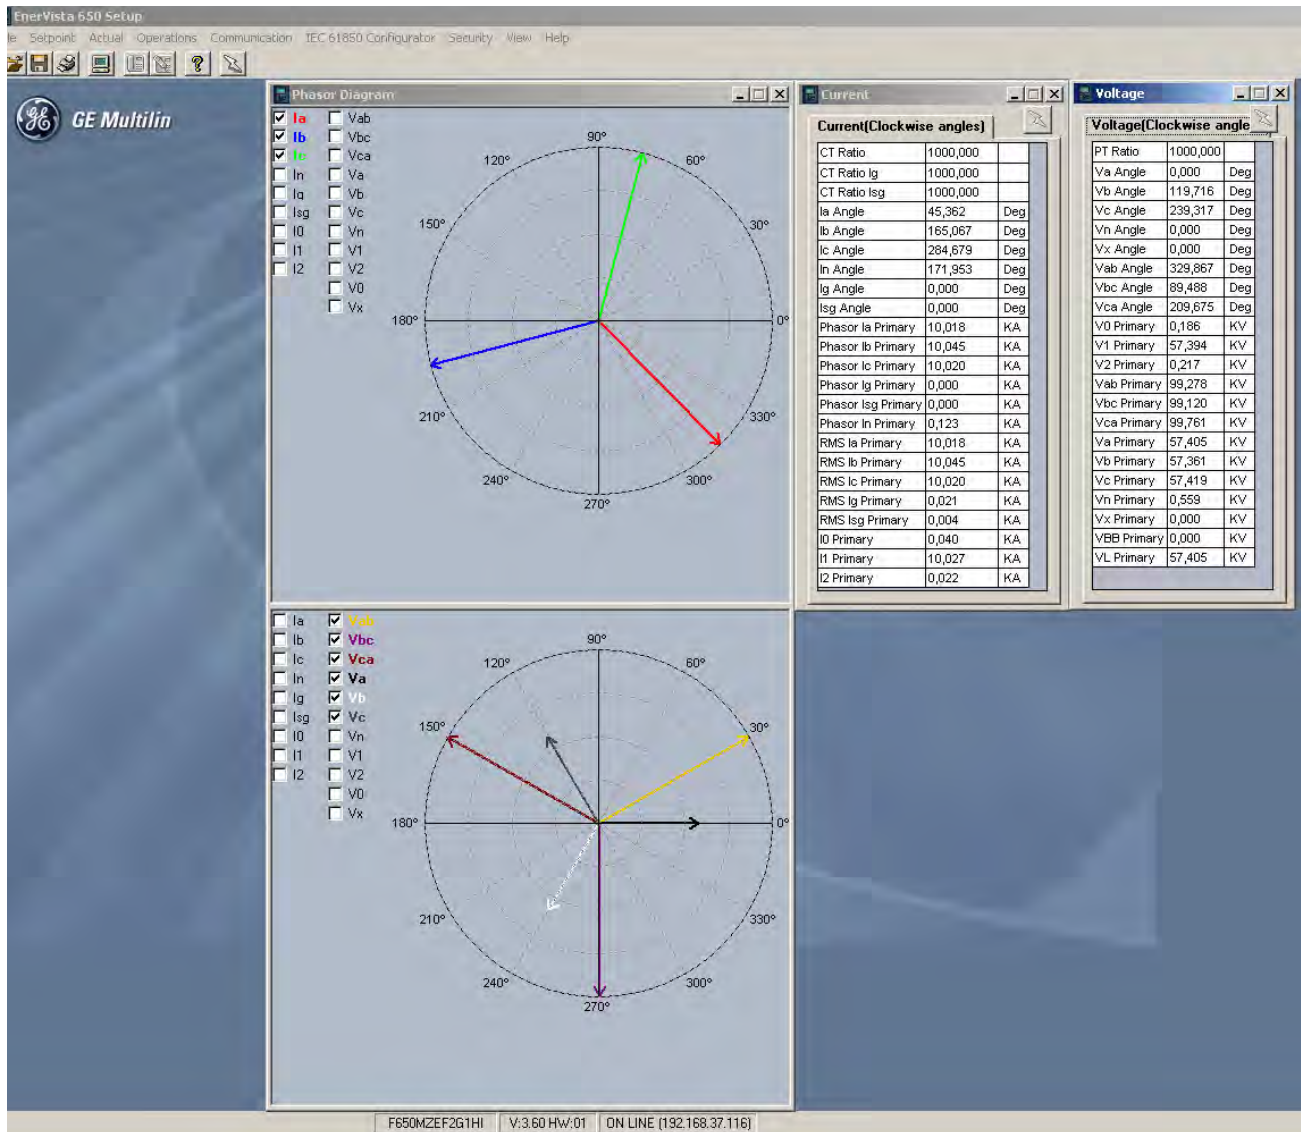 EnerVista 650 Setup
le Setpoint Actual Operations Communication IEC 61850 Configurator Security View Help
GE Multilin
Phasor Diagram
Ia Vab
Ib Vbc
Ic Vca
In Va
Ig Vb
Isg Vc
I0 Vn
I1 V1
I2 V2
V0
Vx
90°
120° 60°
150° 30°
180° 0°
210° 330°
240° 300°
270°
Current
Current(Clockwise angles)
CT Ratio 1000,000
CT Ratio Ig 1000,000
CT Ratio Isg 1000,000
Ia Angle 45,362 Deg
Ib Angle 165,067 Deg
Ic Angle 284,679 Deg
In Angle 171,953 Deg
Ig Angle 0,000 Deg
Isg Angle 0,000 Deg
Phasor Ia Primary 10,018 KA
Phasor Ib Primary 10,045 KA
Phasor Ic Primary 10,020 KA
Phasor Ig Primary 0,000 KA
Phasor Isg Primary 0,000 KA
Phasor In Primary 0,123 KA
RMS Ia Primary 10,018 KA
RMS Ib Primary 10,045 KA
RMS Ic Primary 10,020 KA
RMS Ig Primary 0,021 KA
RMS Isg Primary 0,004 KA
I0 Primary 0,040 KA
I1 Primary 10,027 KA
I2 Primary 0,022 KA
Voltage
Voltage(Clockwise angle
PT Ratio 1000,000
Va Angle 0,000 Deg
Vb Angle 119,716 Deg
Vc Angle 239,317 Deg
Vn Angle 0,000 Deg
Vx Angle 0,000 Deg
Vab Angle 329,867 Deg
Vbc Angle 89,488 Deg
Vca Angle 209,675 Deg
V0 Primary 0,186 KV
V1 Primary 57,394 KV
V2 Primary 0,217 KV
Vab Primary 99,278 KV
Vbc Primary 99,120 KV
Vca Primary 99,761 KV
Va Primary 57,405 KV
Vb Primary 57,361 KV
Vc Primary 57,419 KV
Vn Primary 0,559 KV
Vx Primary 0,000 KV
VBB Primary 0,000 KV
VL Primary 57,405 KV
Ia Vab
Ib Vbc
Ic Vca
In Va
Ig Vb
Isg Vc
I0 Vn
I1 V1
I2 V2
V0
Vx
90°
120° 60°
150° 30°
180° 0°
210° 330°
240° 300°
270°
F650MZEF2G1HI V:3.60 HW:01 ON LINE (192.168.37.116)